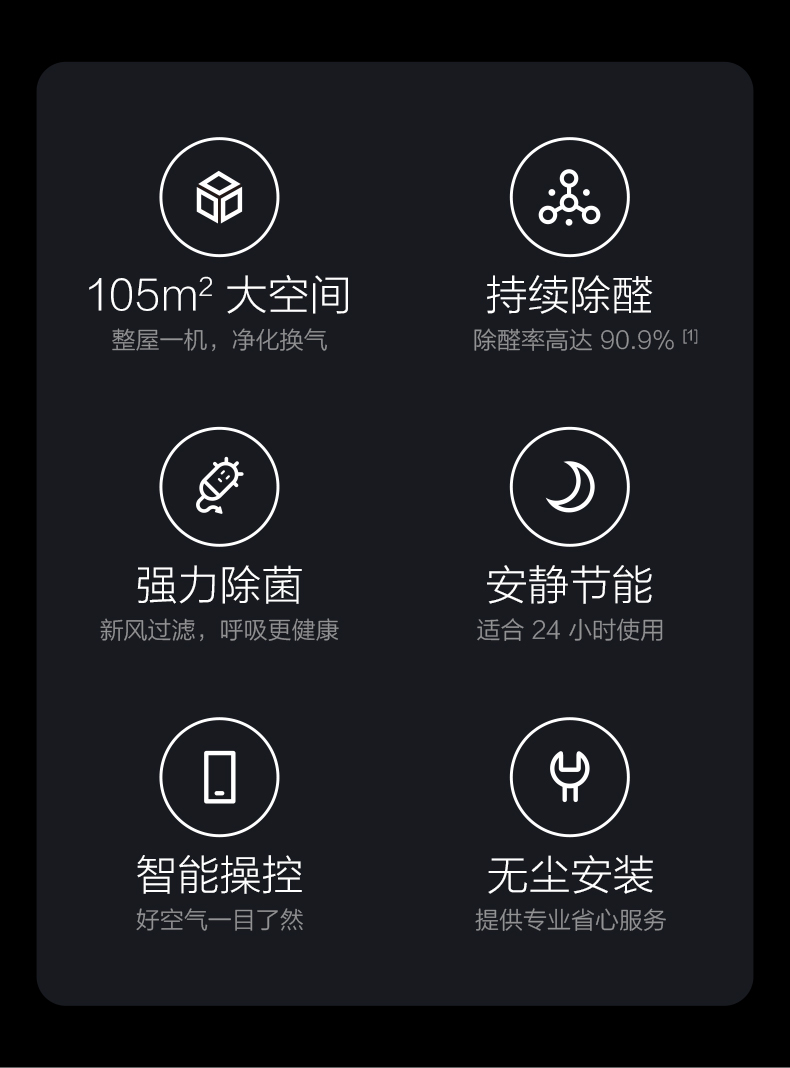 105m² 大空间
整屋一机，净化换气
持续除醛
除醛率高达 90.9% [1]
强力除菌
新风过滤，呼吸更健康
安静节能
适合 24 小时使用
智能操控
好空气一目了然
无尘安装
提供专业省心服务